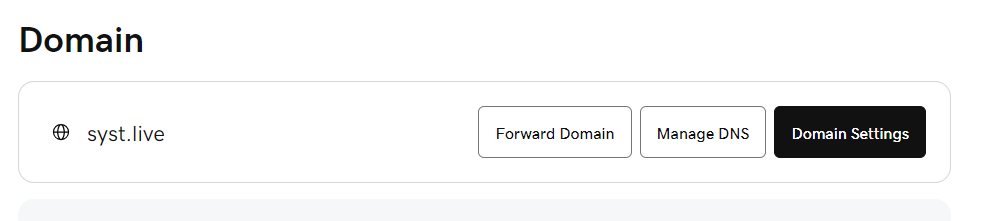 Domain
syst.live
Forward Domain
Manage DNS
Domain Settings